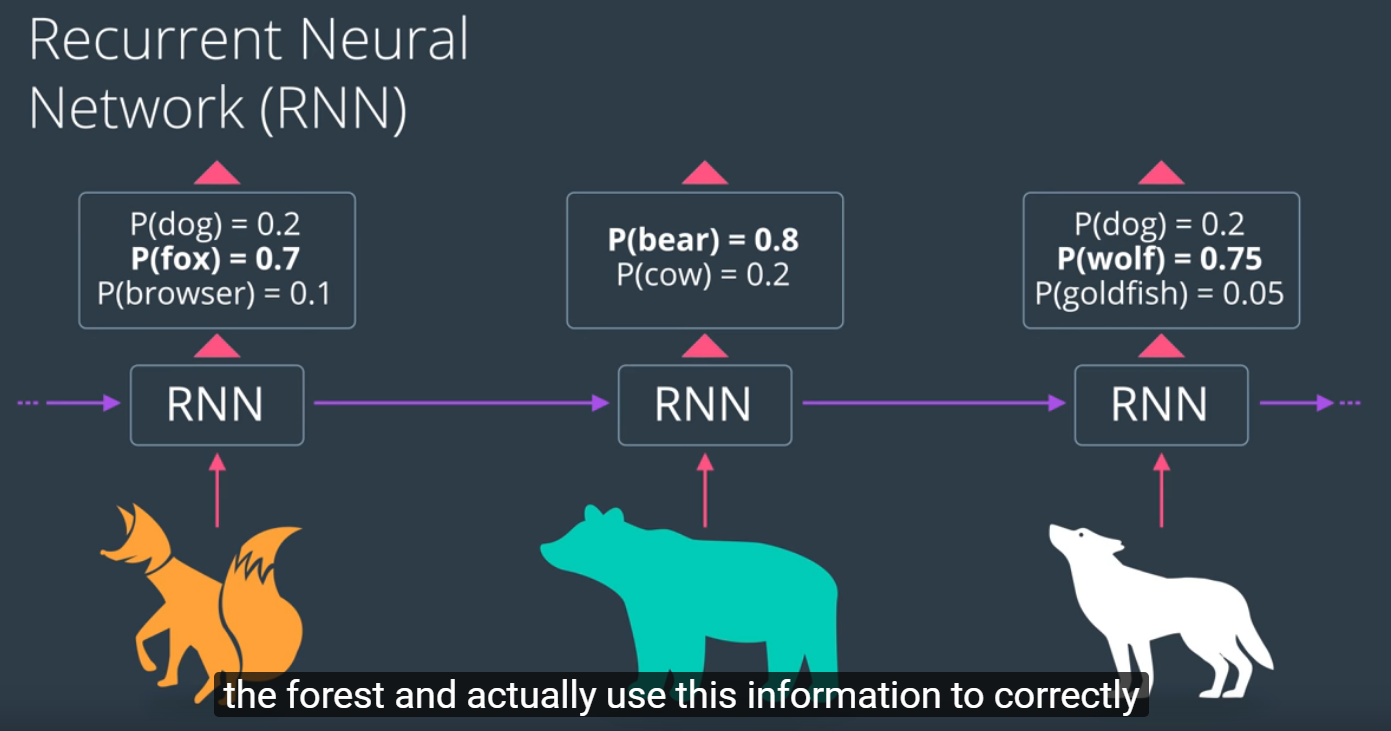 Recurrent Neural
Network (RNN)
P(dog) = 0.2
P(fox) = 0.7
P(browser) = 0.1
P(bear) = 0.8
P(cow) = 0.2
P(dog) = 0.2
P(wolf) = 0.75
P(goldfish) = 0.05
RNN
RNN
RNN
the forest and actually use this information to correctly